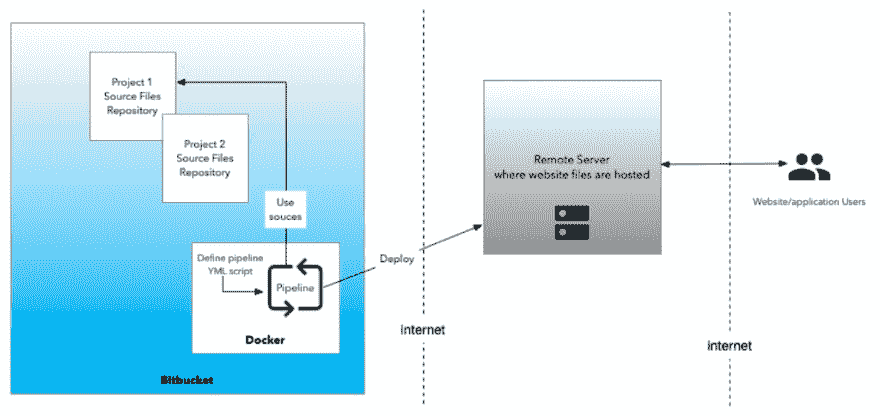 Project 1
Source Files
Repository
Project 2
Source Files
Repository
Use
souces
Define pipeline
YML script
Pipeline
Docker
Bitbucket
Deploy
Internet
Remote Server
where website files are hosted
Internet
Website/application Users